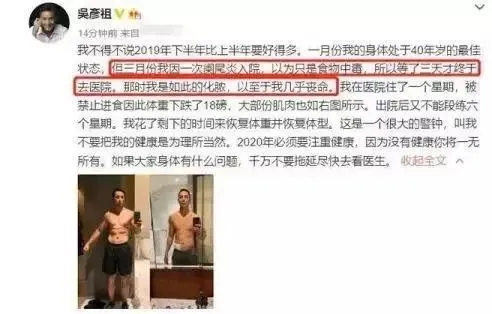 吳彥祖
14分钟前 来自
我不得不说2019年下半年比上半年要好得多。一月份我的身体处于40年岁的最佳
状态，但三月份我因一次阑尾炎入院，以为只是食物中毒，所以等了三天才终于
去医院。那时我是如此的化脓，以至于我几乎丧命。我在医院住了一个星期，被
禁止进食因此体重下跌了18磅，大部份肌肉也如右图所示。出院后又不能段练六
个星期。我花了剩下的时间来恢复体重并恢复体型。这是一个很大的警钟，叫我
不要把我的健康是为理所当然。2020年必须要注重健康，因为没有健康你将一无
所有。如果大家身体有什么问题，千万不要拖延尽快去看医生。 收起全文